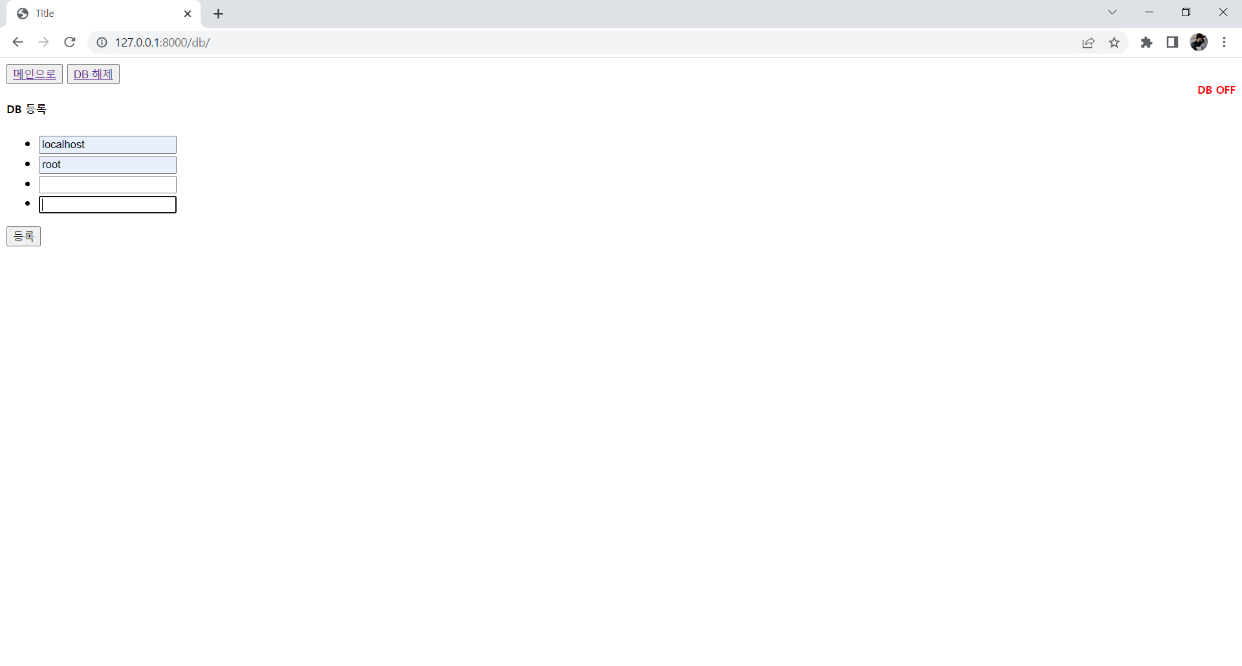 Title
127.0.0.1:8000/db/
메인으로 DB 해제
DB OFF
DB 등록
localhost
root
등록